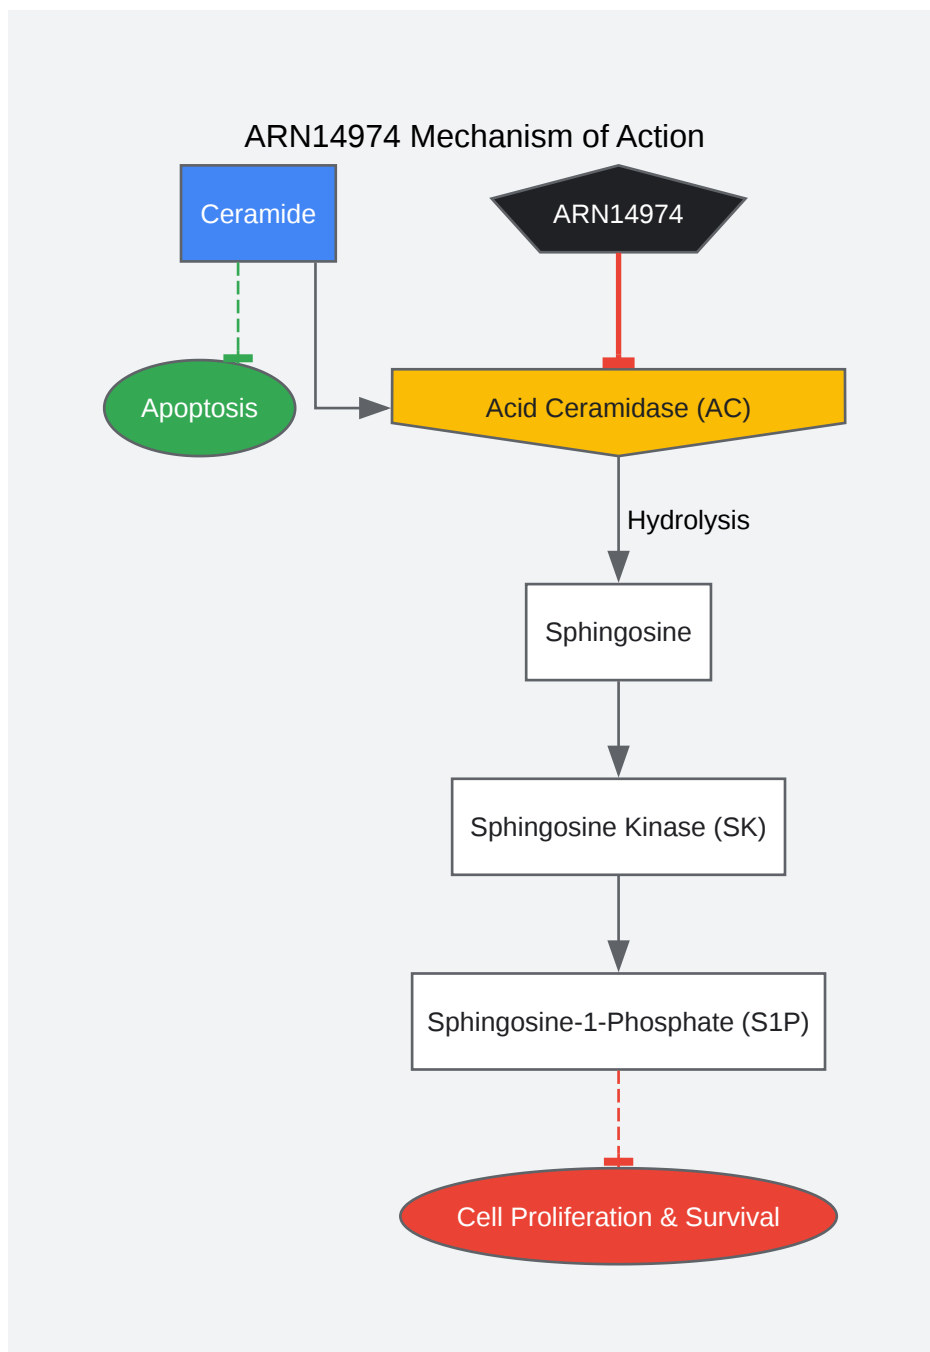 ARN14974 Mechanism of Action
Ceramide
ARN14974
Apoptosis
Acid Ceramidase (AC)
Hydrolysis
Sphingosine
Sphingosine Kinase (SK)
Sphingosine-1-Phosphate (S1P)
Cell Proliferation & Survival